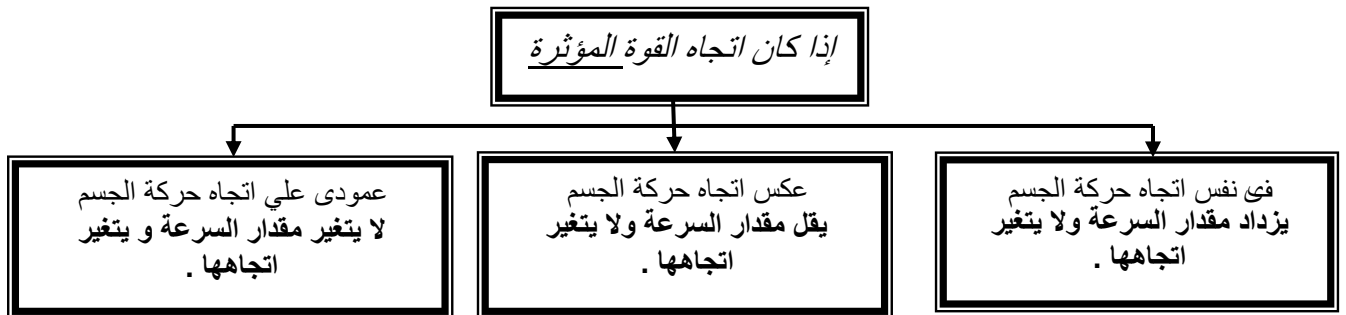 إذا كان اتجاه القوة المؤثرة
فى نفس اتجاه حركة الجسم
يزداد مقدار السرعة ولا يتغير
اتجاهها .
عكس اتجاه حركة الجسم
يقل مقدار السرعة ولا يتغير
اتجاهها .
عمودى علي اتجاه حركة الجسم
لا يتغير مقدار السرعة و يتغير
اتجاهها .